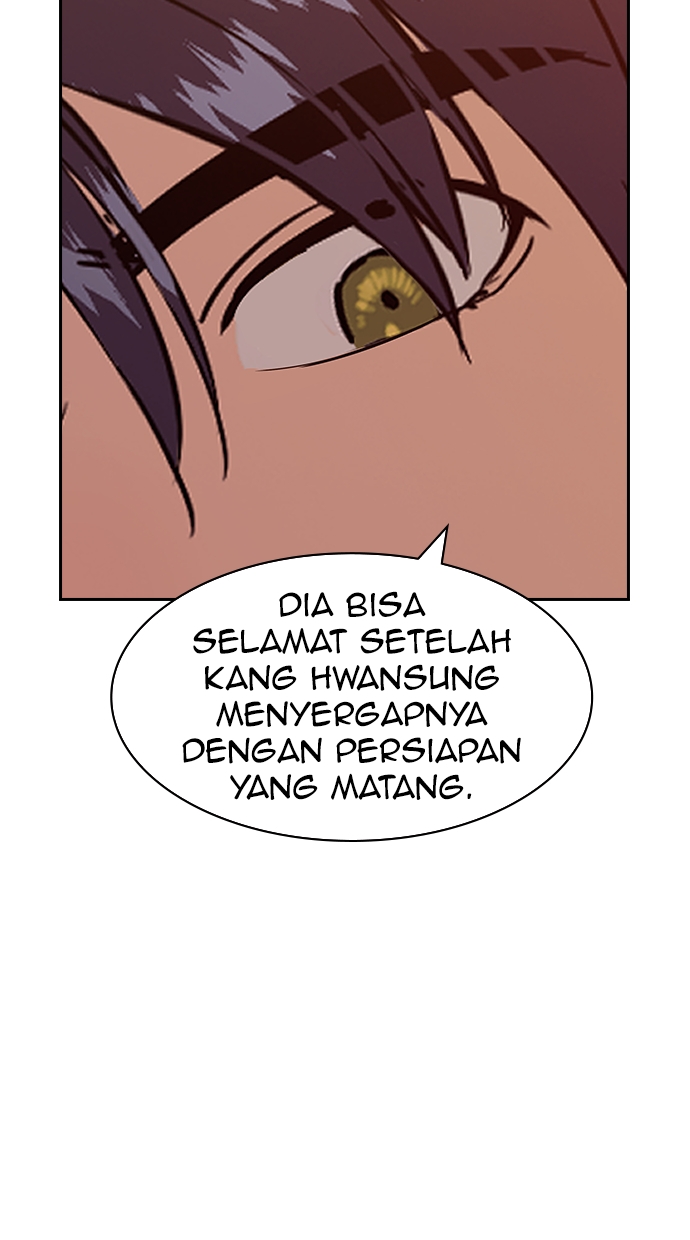 DIA BISA
SELAMAT SETELAH
KANG HWANSUNG
MENYERGAPNYA
DENGAN PERSIAPAN
YANG MATANG.